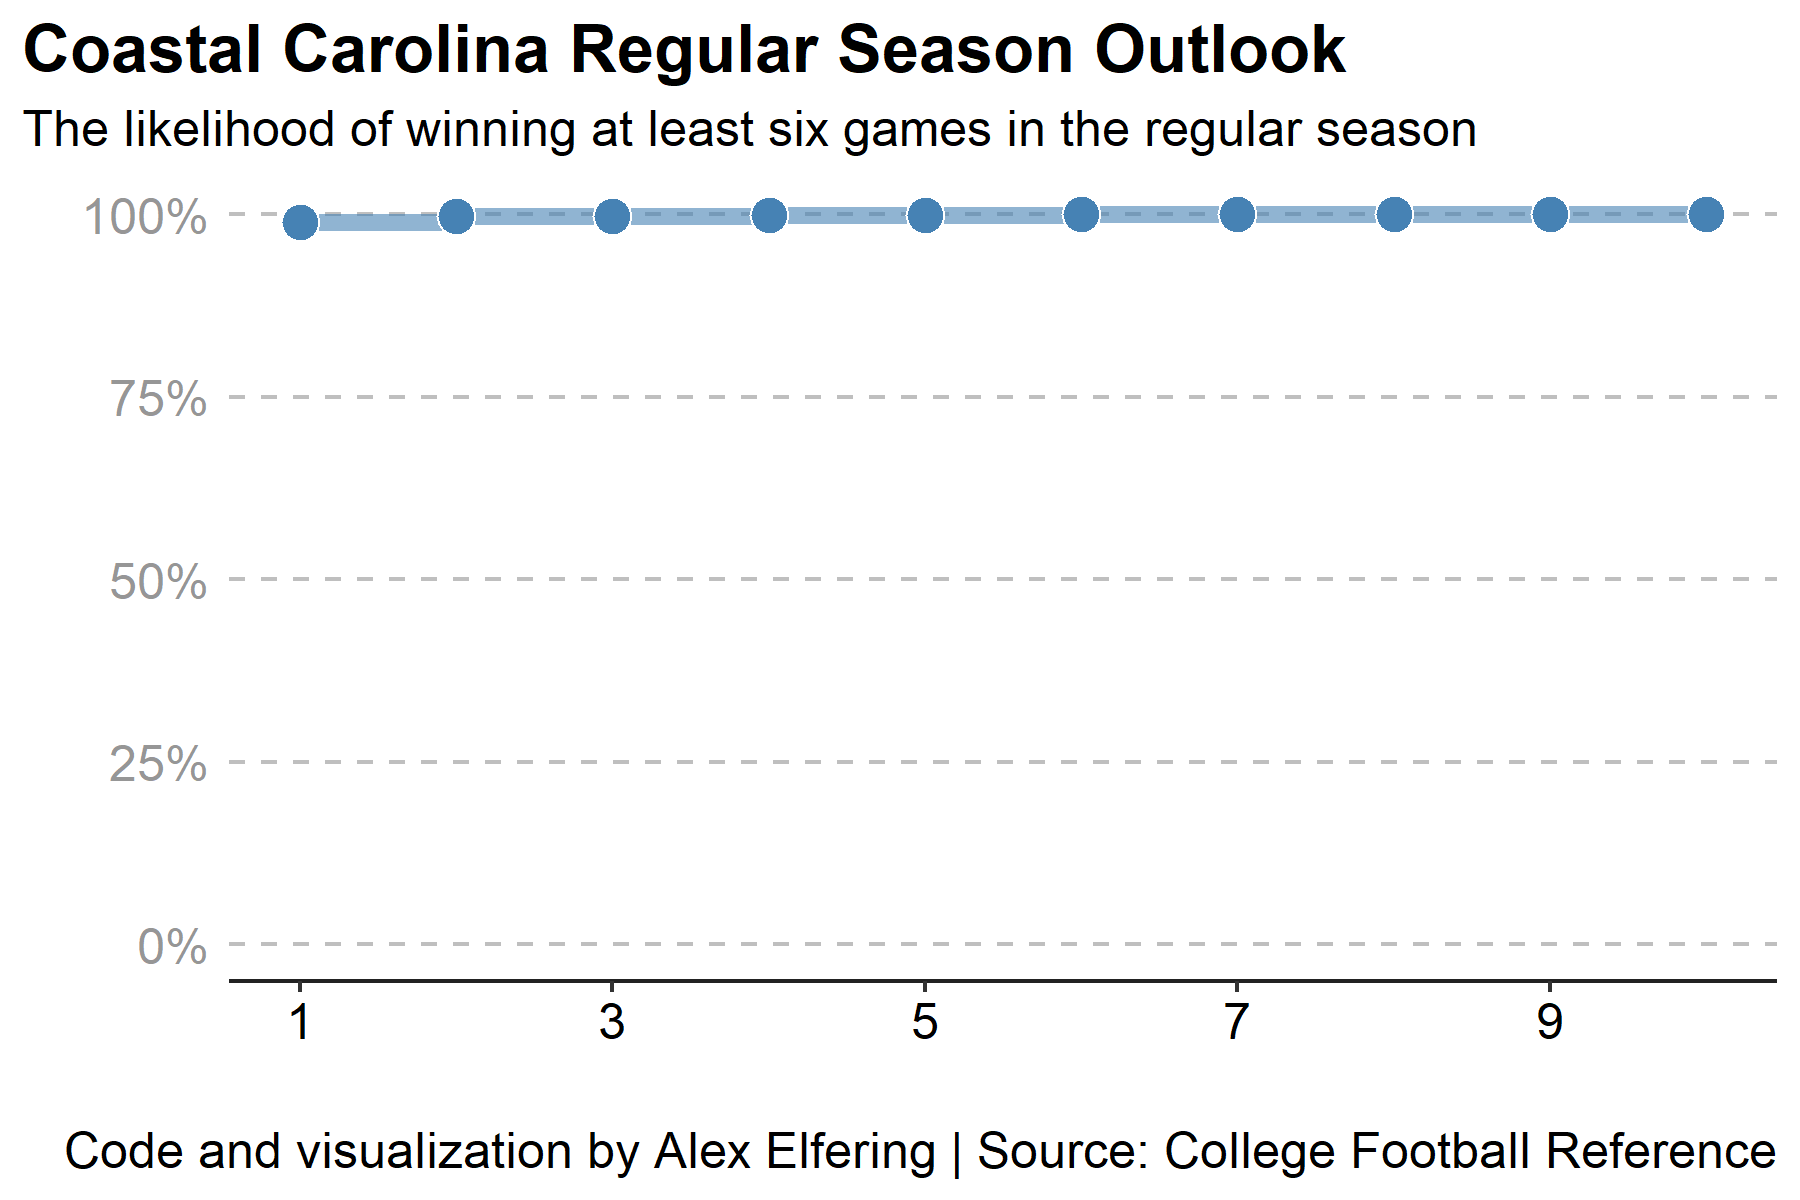 Coastal Carolina Regular Season Outlook
The likelihood of winning at least six games in the regular season
100%
75%
50%
25%
0%
1 3 5 7 9
Code and visualization by Alex Elfering | Source: College Football Reference